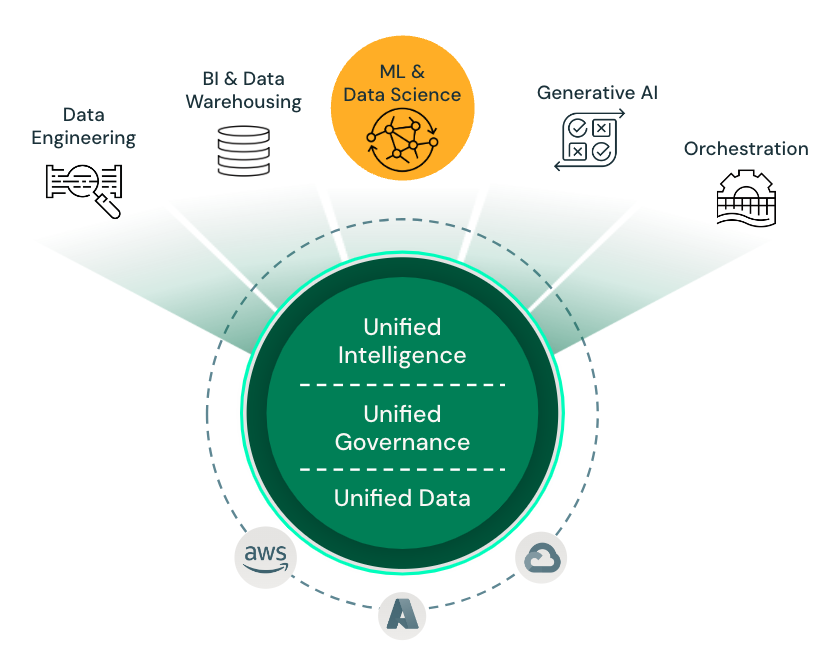 Data
Engineering
BI & Data
Warehousing
ML &
Data Science
Generative AI
Orchestration
Unified
Intelligence
Unified
Governance
Unified Data
aws